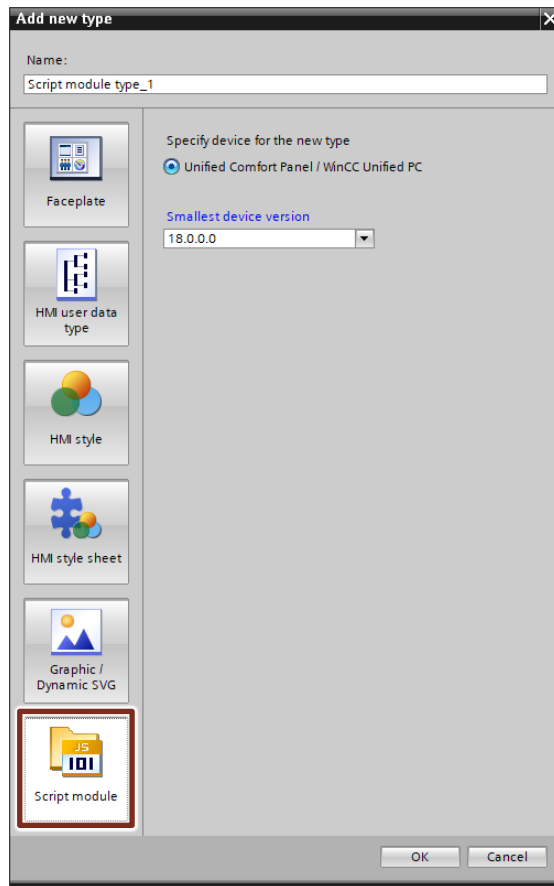 Add new type
Name:
Script module type_1
Specify device for the new type
Unified Comfort Panel / WinCC Unified PC
Smallest device version
18.0.0.0
Faceplate
HMI user data
type
HMI style
HMI style sheet
Graphic /
Dynamic SVG
JS
101
Script module
OK
Cancel